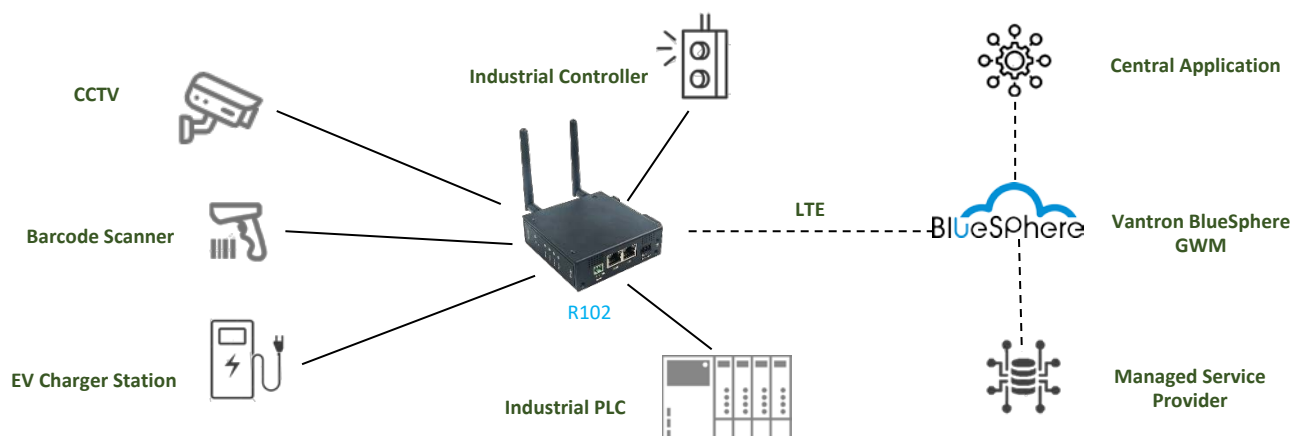 Industrial Controller
Central Application
CCTV
LTE
BLUeSPHere
Barcode Scanner
Vantron BlueSphere
GWM
R102
EV Charger Station
Industrial PLC
Managed Service
Provider